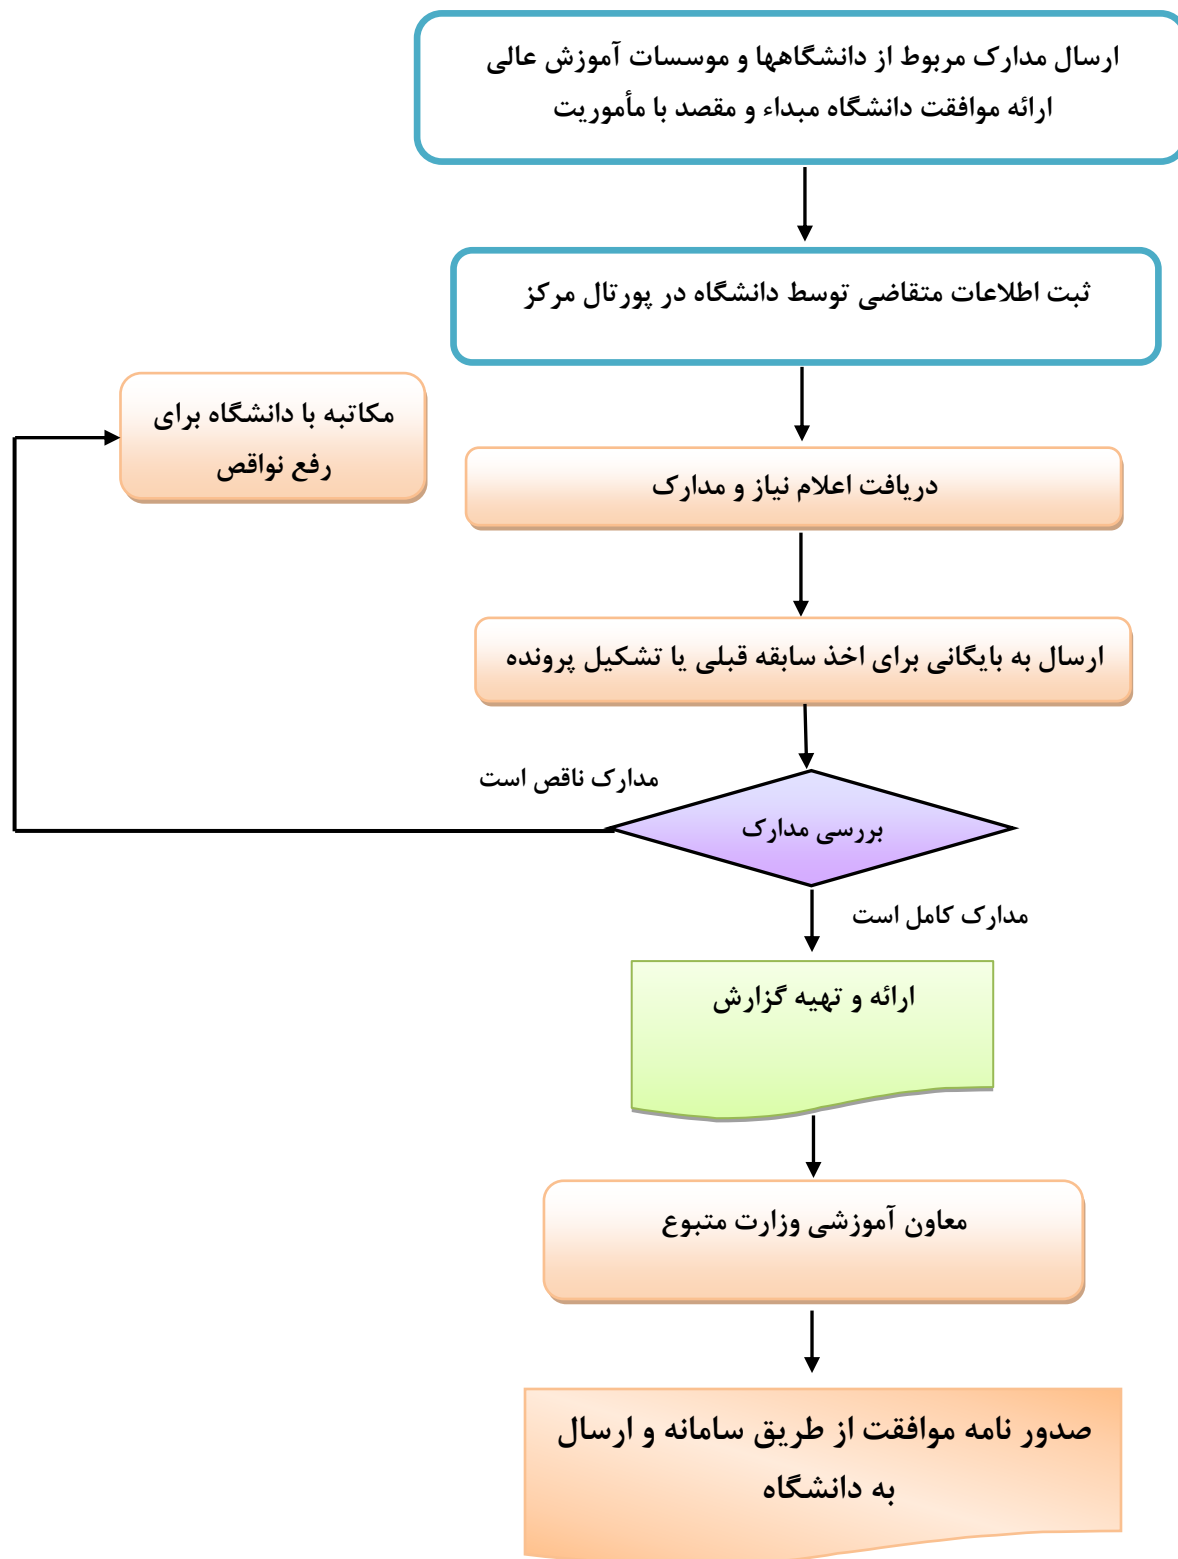 ارسال مدارک مربوط از دانشگاهها و موسسات آموزش عالی
ارائه موافقت دانشگاه مبداء و مقصد با مأموریت
ثبت اطلاعات متقاضی توسط دانشگاه در پورتال مرکز
مکاتبه با دانشگاه برای
رفع نواقص
دریافت اعلام نیاز و مدارک
ارسال به بایگانی برای اخذ سابقه قبلی یا تشکیل پرونده
مدارک ناقص است
بررسی مدارک
مدارک کامل است
ارائه و تهیه گزارش
معاون آموزشی وزارت متبوع
صدور نامه موافقت از طریق سامانه و ارسال
به دانشگاه